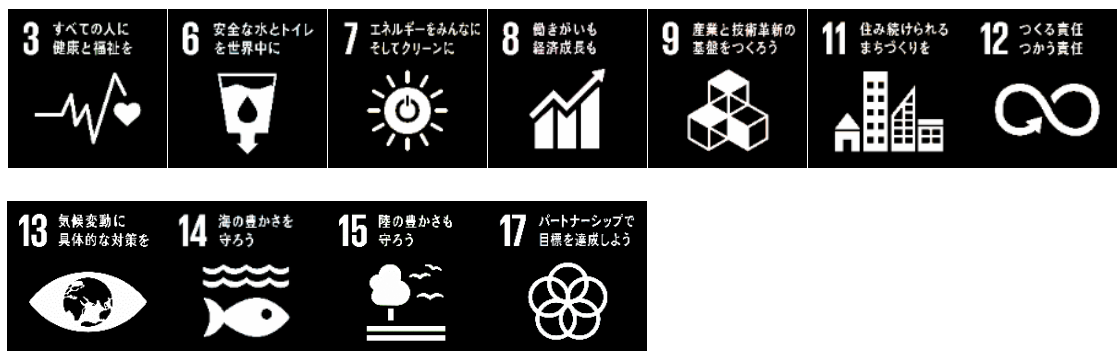 3 すべての人に
健康と福祉を
6 安全な水とトイレ
を世界中に
7 エネルギーをみんなに
そしてクリーンに
8 働きがいも
経済成長も
9 産業と技術革新の
基盤をつくろう
11 住み続けられる
まちづくりを
12 つくる責任
つかう責任
13 気候変動に
具体的な対策を
14 海の豊かさを
守ろう
15 陸の豊かさも
守ろう
17 パートナーシップで
目標を達成しよう